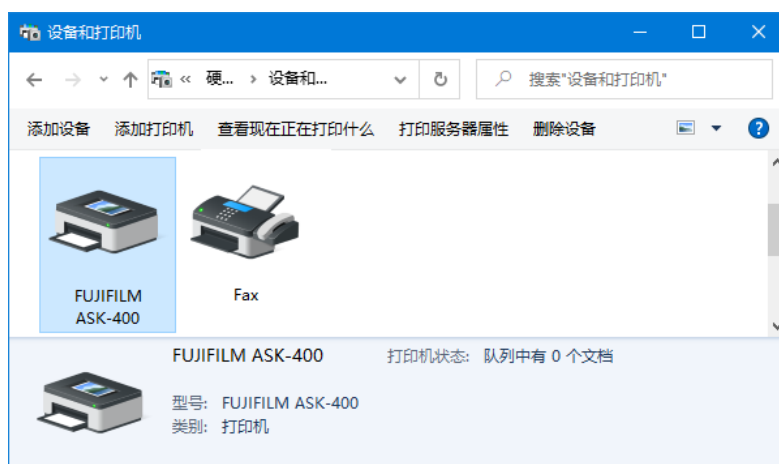 设备和打印机
« 硬... › 设备和...
搜索"设备和打印机"
添加设备 添加打印机 查看现在正在打印什么 打印服务器属性 删除设备
FUJIFILM
ASK-400
Fax
FUJIFILM ASK-400 打印机状态: 队列中有 0 个文档
型号: FUJIFILM ASK-400
类别: 打印机